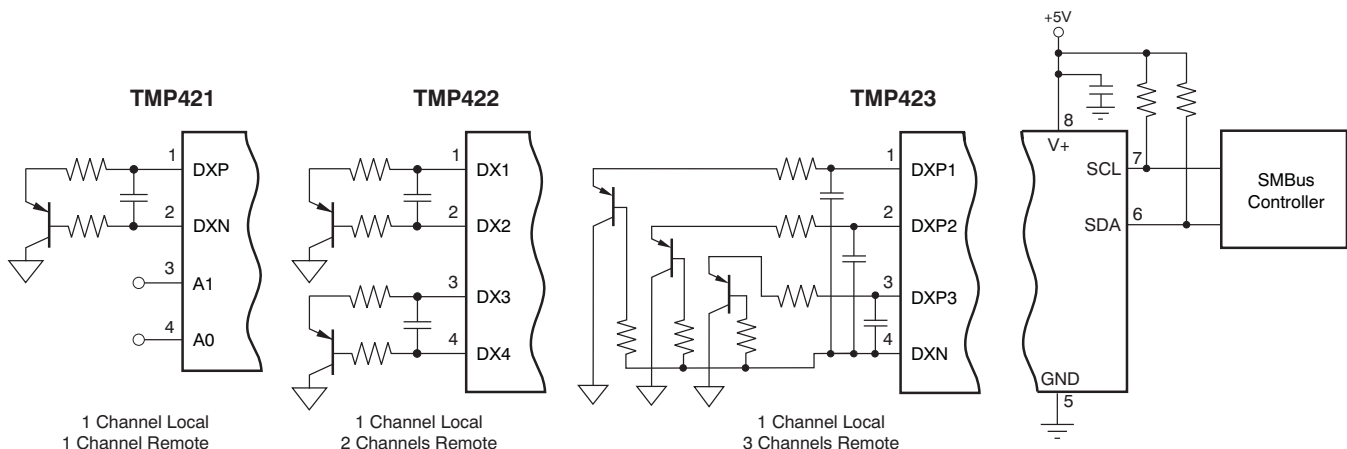 TMP421
1
DXP
2
DXN
3
A1
4
A0
1 Channel Local
1 Channel Remote
TMP422
1
DX1
2
DX2
3
DX3
4
DX4
1 Channel Local
2 Channels Remote
TMP423
1
DXP1
2
DXP2
3
DXP3
4
DXN
1 Channel Local
3 Channels Remote
+5V
8
V+
7
SCL
6
SDA
GND
5
SMBus
Controller